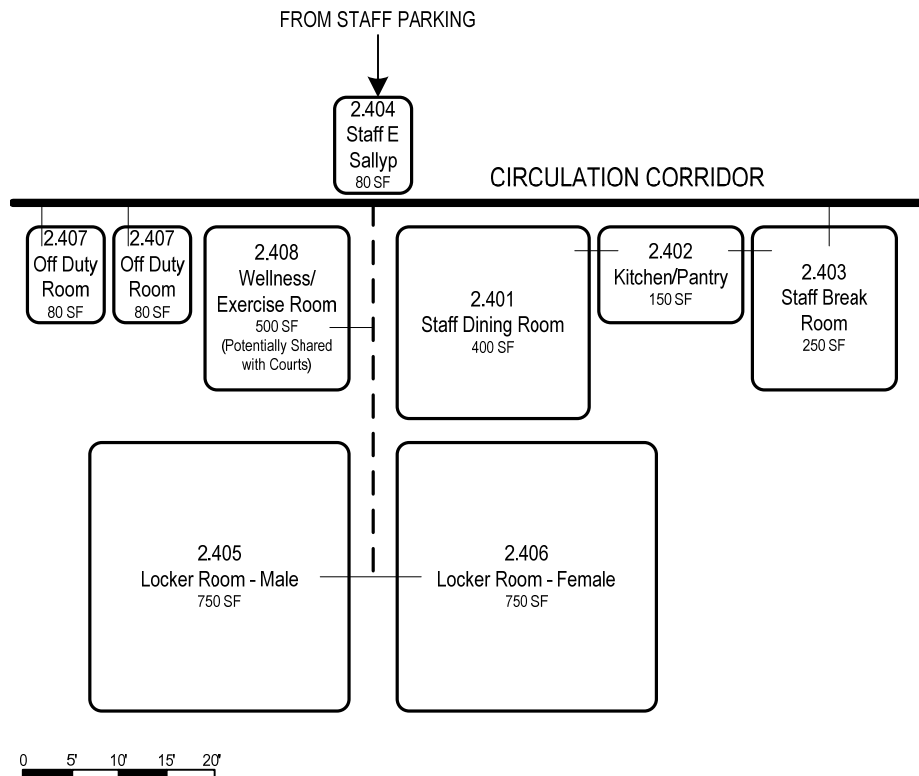 FROM STAFF PARKING
2.404
Staff E
Sallyp
80 SF
CIRCULATION CORRIDOR
2.407
Off Duty
Room
80 SF
2.407
Off Duty
Room
80 SF
2.408
Wellness/
Exercise Room
500 SF
(Potentially Shared
with Courts)
2.401
Staff Dining Room
400 SF
2.402
Kitchen/Pantry
150 SF
2.403
Staff Break
Room
250 SF
2.405
Locker Room - Male
750 SF
2.406
Locker Room - Female
750 SF
0 5' 10' 15' 20'